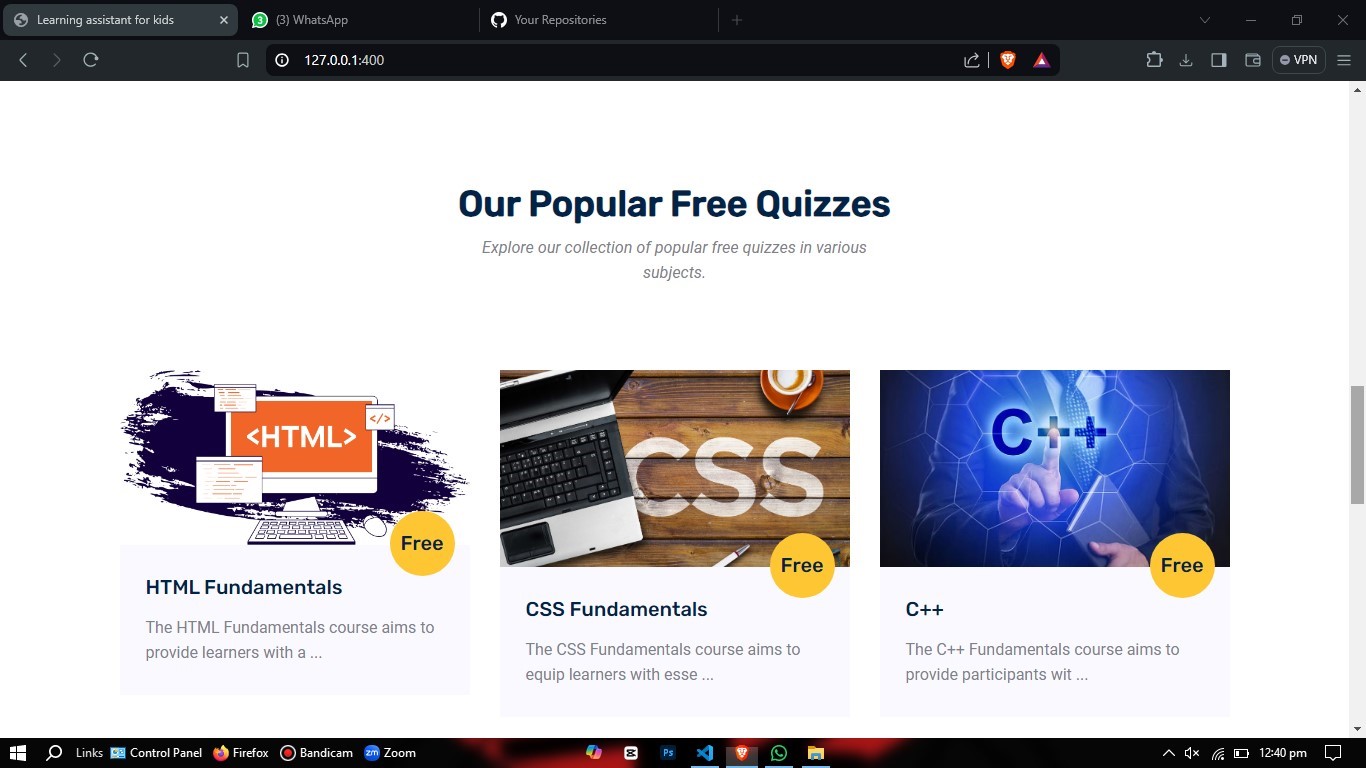 Learning assistant for kids
3
(3) WhatsApp
Your Repositories
127.0.0.1:400
VPN
Our Popular Free Quizzes
Explore our collection of popular free quizzes in various
subjects.
<HTML>
</>
Free
HTML Fundamentals
The HTML Fundamentals course aims to
provide learners with a ...
CSS
Free
CSS Fundamentals
The CSS Fundamentals course aims to
equip learners with esse ...
C++
Free
C++
The C++ Fundamentals course aims to
provide participants wit ...
Links
Control Panel
Firefox
Bandicam
zm
Zoom
Ps
12:40 pm